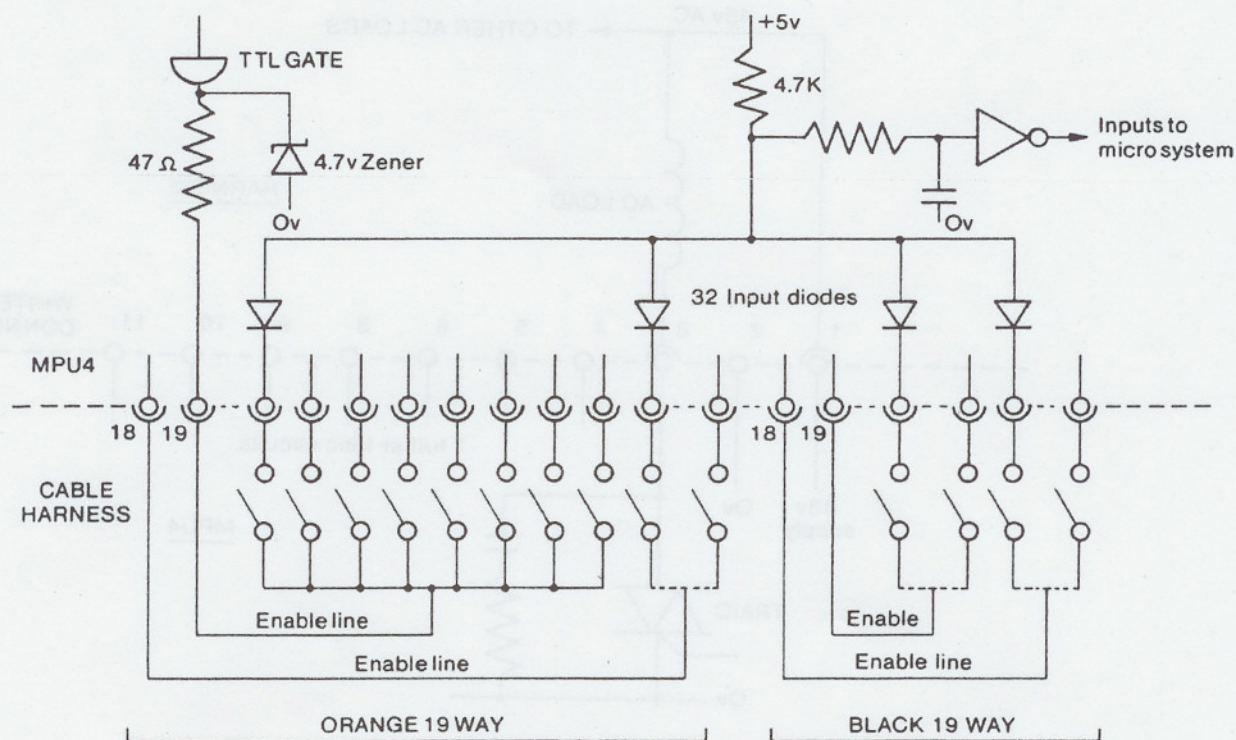 +5v
TTL GATE
4.7K
47 Ω
4.7v Zener
Ov
Inputs to
micro system
Ov
32 Input diodes
MPU4
18
19
18
19
CABLE
HARNESS
Enable line
Enable line
Enable
Enable line
ORANGE 19 WAY
BLACK 19 WAY